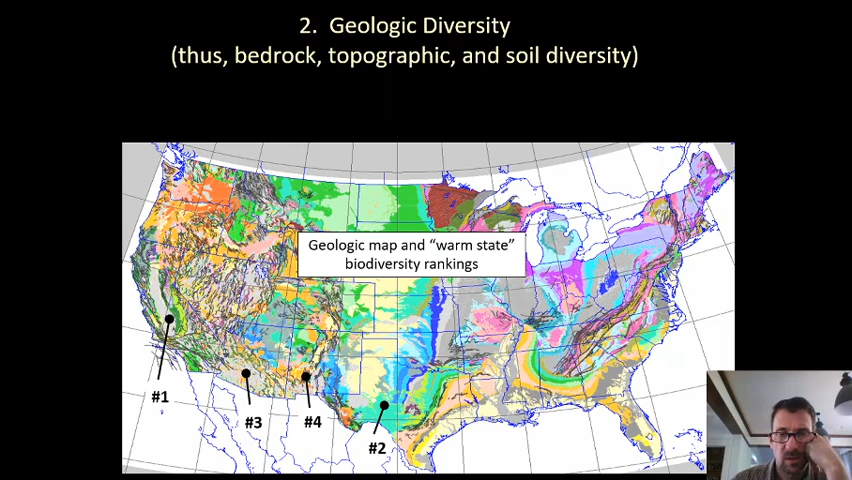 2. Geologic Diversity
(thus, bedrock, topographic, and soil diversity)
Geologic map and “warm state”
biodiversity rankings
#1
#3
#4
#2